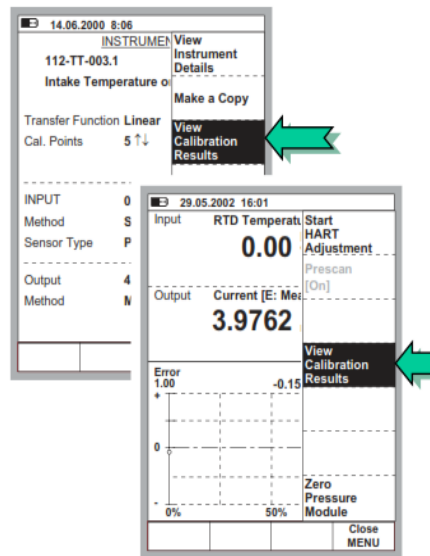 14.06.2000 8:06
INSTRUMEN
112-TT-003.1
Intake Temperature o
Transfer Function Linear
Cal. Points 5 ↑↓
INPUT 0
Method S
Sensor Type P
Output 4
Method M
View
Instrument
Details
Make a Copy
View
Calibration
Results
29.05.2002 16:01
Input RTD Temperatu
0.00
Output Current [E: Mea
3.9762
Error
1.00 -0.15
+
0
-
0% 50%
Start
HART
Adjustment
Prescan
[On]
View
Calibration
Results
Zero
Pressure
Module
Close
MENU